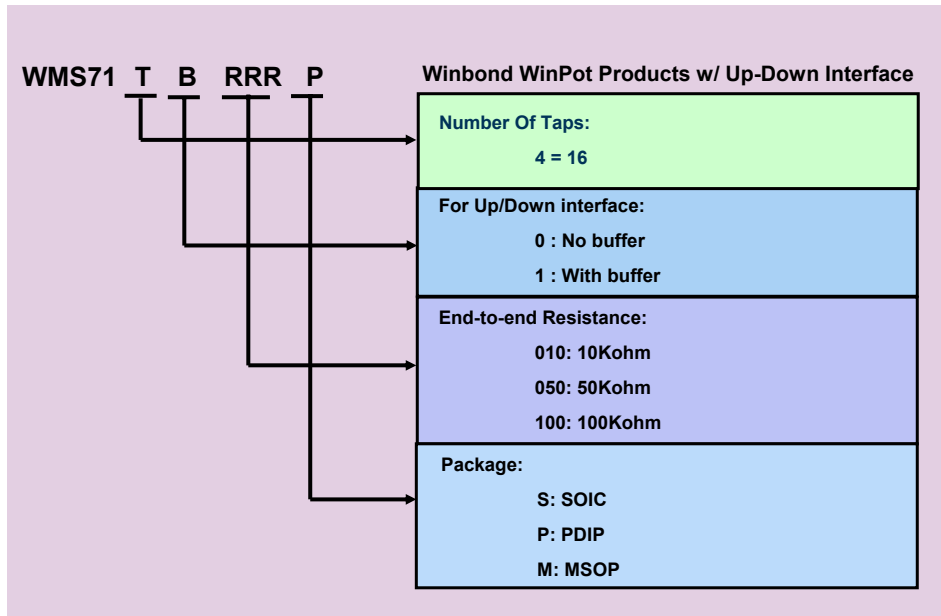 WMS71 T B RRR P
Winbond WinPot Products w/ Up-Down Interface
Number Of Taps:
4 = 16
For Up/Down interface:
0 : No buffer
1 : With buffer
End-to-end Resistance:
010: 10Kohm
050: 50Kohm
100: 100Kohm
Package:
S: SOIC
P: PDIP
M: MSOP